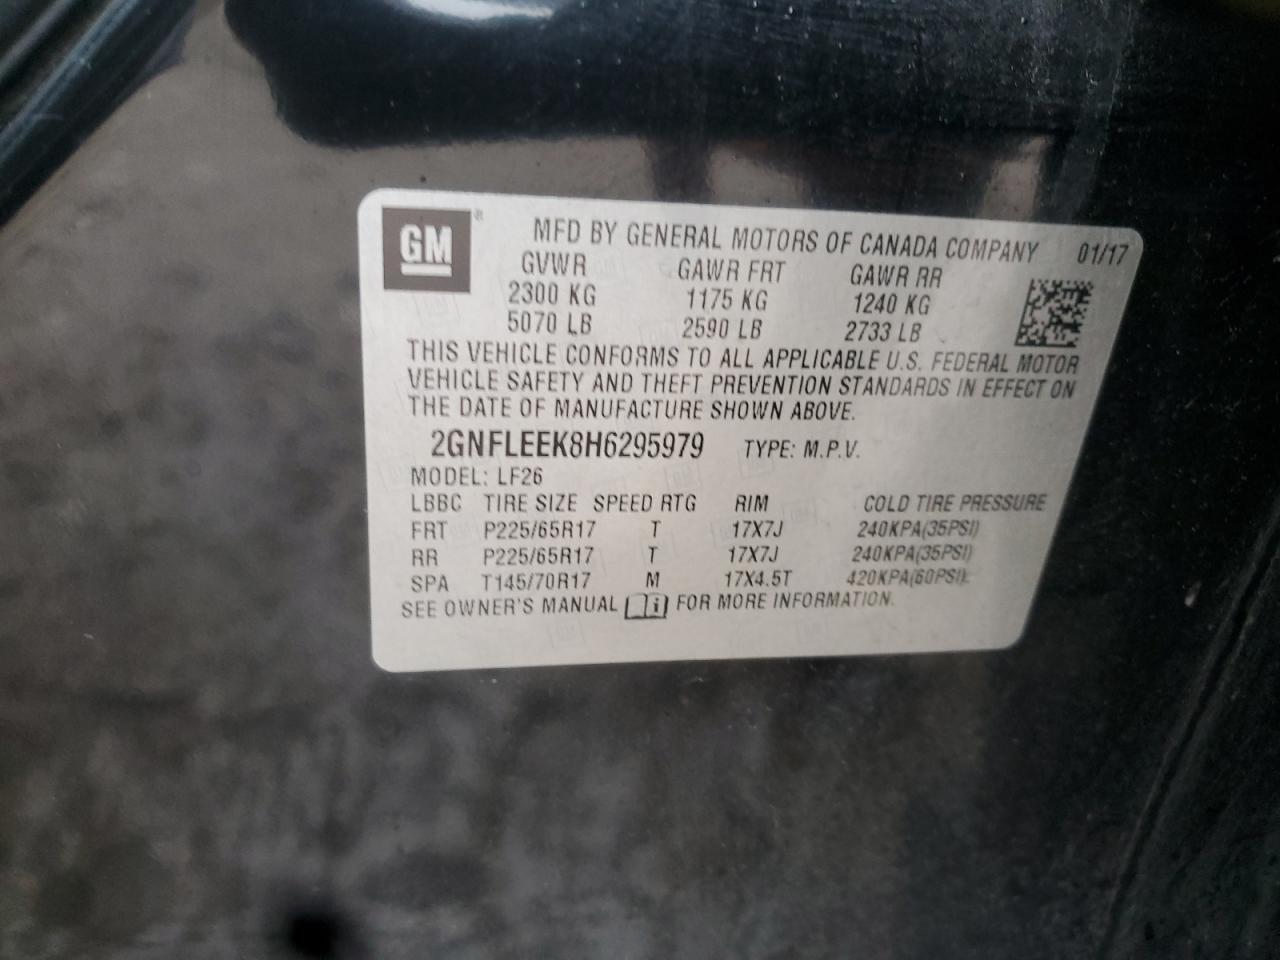 GM ®
MFD BY GENERAL MOTORS OF CANADA COMPANY 01/17
GVWR GAWR FRT GAWR RR
2300 KG 1175 KG 1240 KG
5070 LB 2590 LB 2733 LB
THIS VEHICLE CONFORMS TO ALL APPLICABLE U.S. FEDERAL MOTOR
VEHICLE SAFETY AND THEFT PREVENTION STANDARDS IN EFFECT ON
THE DATE OF MANUFACTURE SHOWN ABOVE.
2GNFLEEK8H6295979 TYPE: M.P.V.
MODEL: LF26
LBBC TIRE SIZE SPEED RTG RIM COLD TIRE PRESSURE
FRT P225/65R17 T 17X7J 240KPA(35PSI)
RR P225/65R17 T 17X7J 240KPA(35PSI)
SPA T145/70R17 M 17X4.5T 420KPA(60PSI)
SEE OWNER'S MANUAL i FOR MORE INFORMATION.